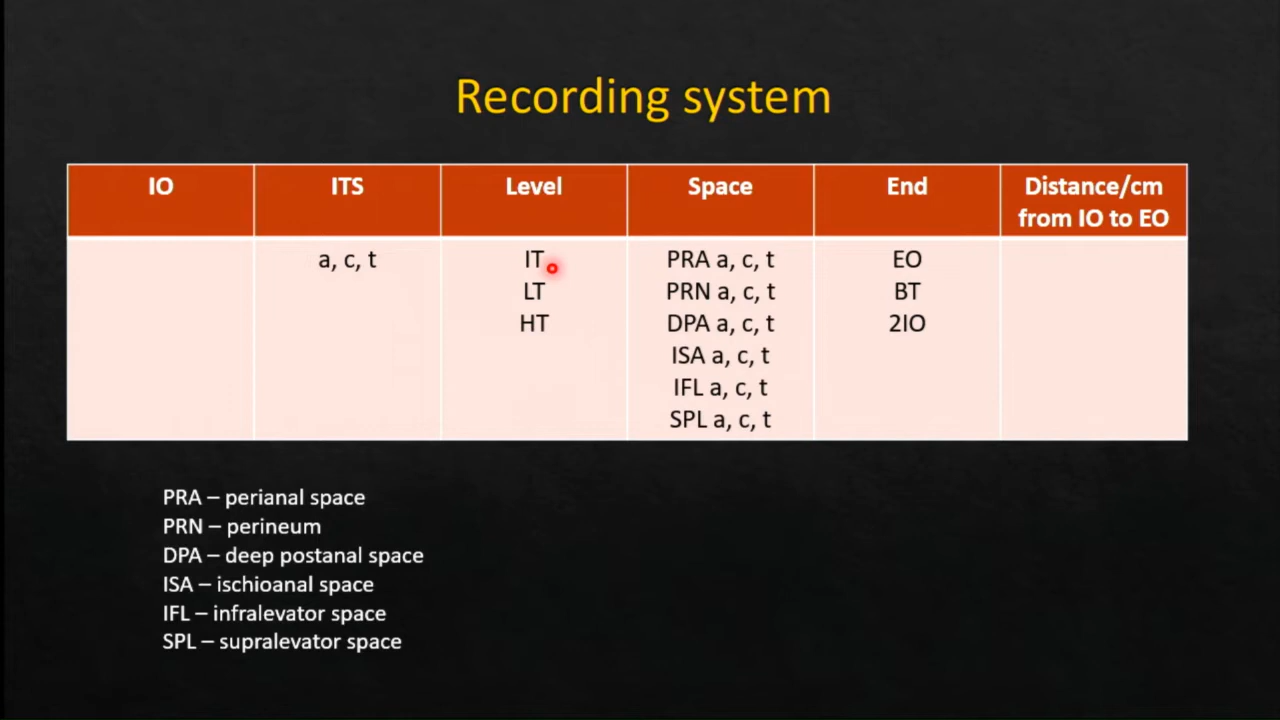 Recording system
IO ITS Level Space End Distance/cm
from IO to EO
a, c, t IT PRA a, c, t EO
LT PRN a, c, t BT
HT DPA a, c, t 2IO
ISA a, c, t
IFL a, c, t
SPL a, c, t
PRA – perianal space
PRN – perineum
DPA – deep postanal space
ISA – ischioanal space
IFL – infralevator space
SPL – supralevator space